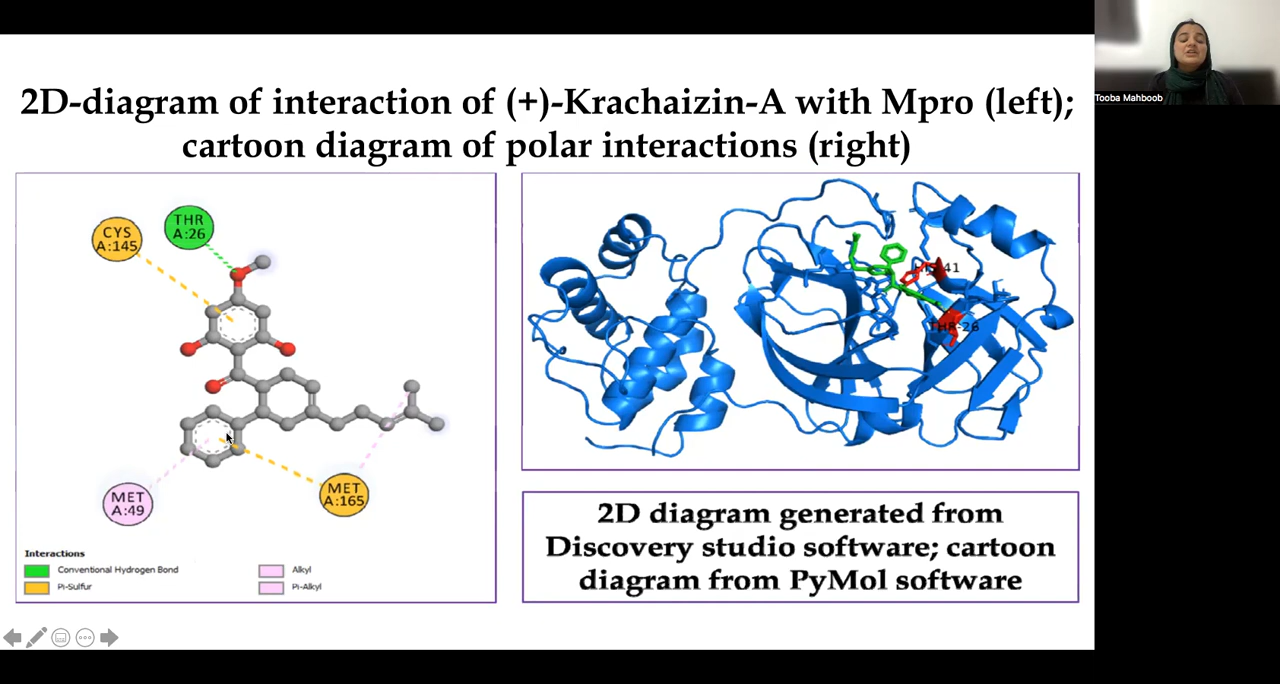 2D-diagram of interaction of (+)-Krachaizin-A with Mpro (left);
cartoon diagram of polar interactions (right)
Tooba Mahboob
CYS
A:145
THR
A:26
MET
A:49
MET
A:165
Interactions
Conventional Hydrogen Bond
Pi-Sulfur
Alkyl
Pi-Alkyl
2D diagram generated from
Discovery studio software; cartoon
diagram from PyMol software